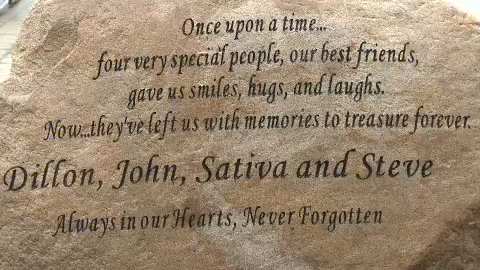 Once upon a time...
four very special people, our best friends,
gave us smiles, hugs, and laughs.
Now...they've left us with memories to treasure forever.
Dillon, John, Sativa and Steve
Always in our Hearts, Never Forgotten